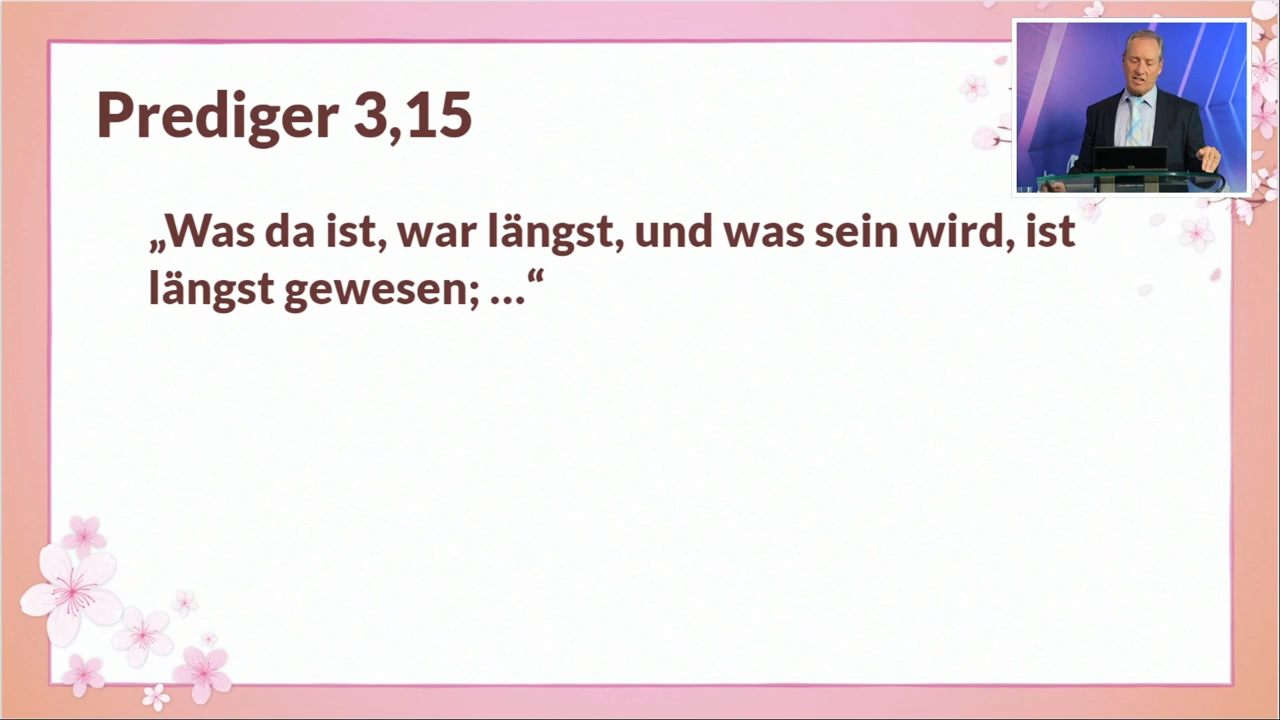 Prediger 3,15
„Was da ist, war längst, und was sein wird, ist
längst gewesen; …“